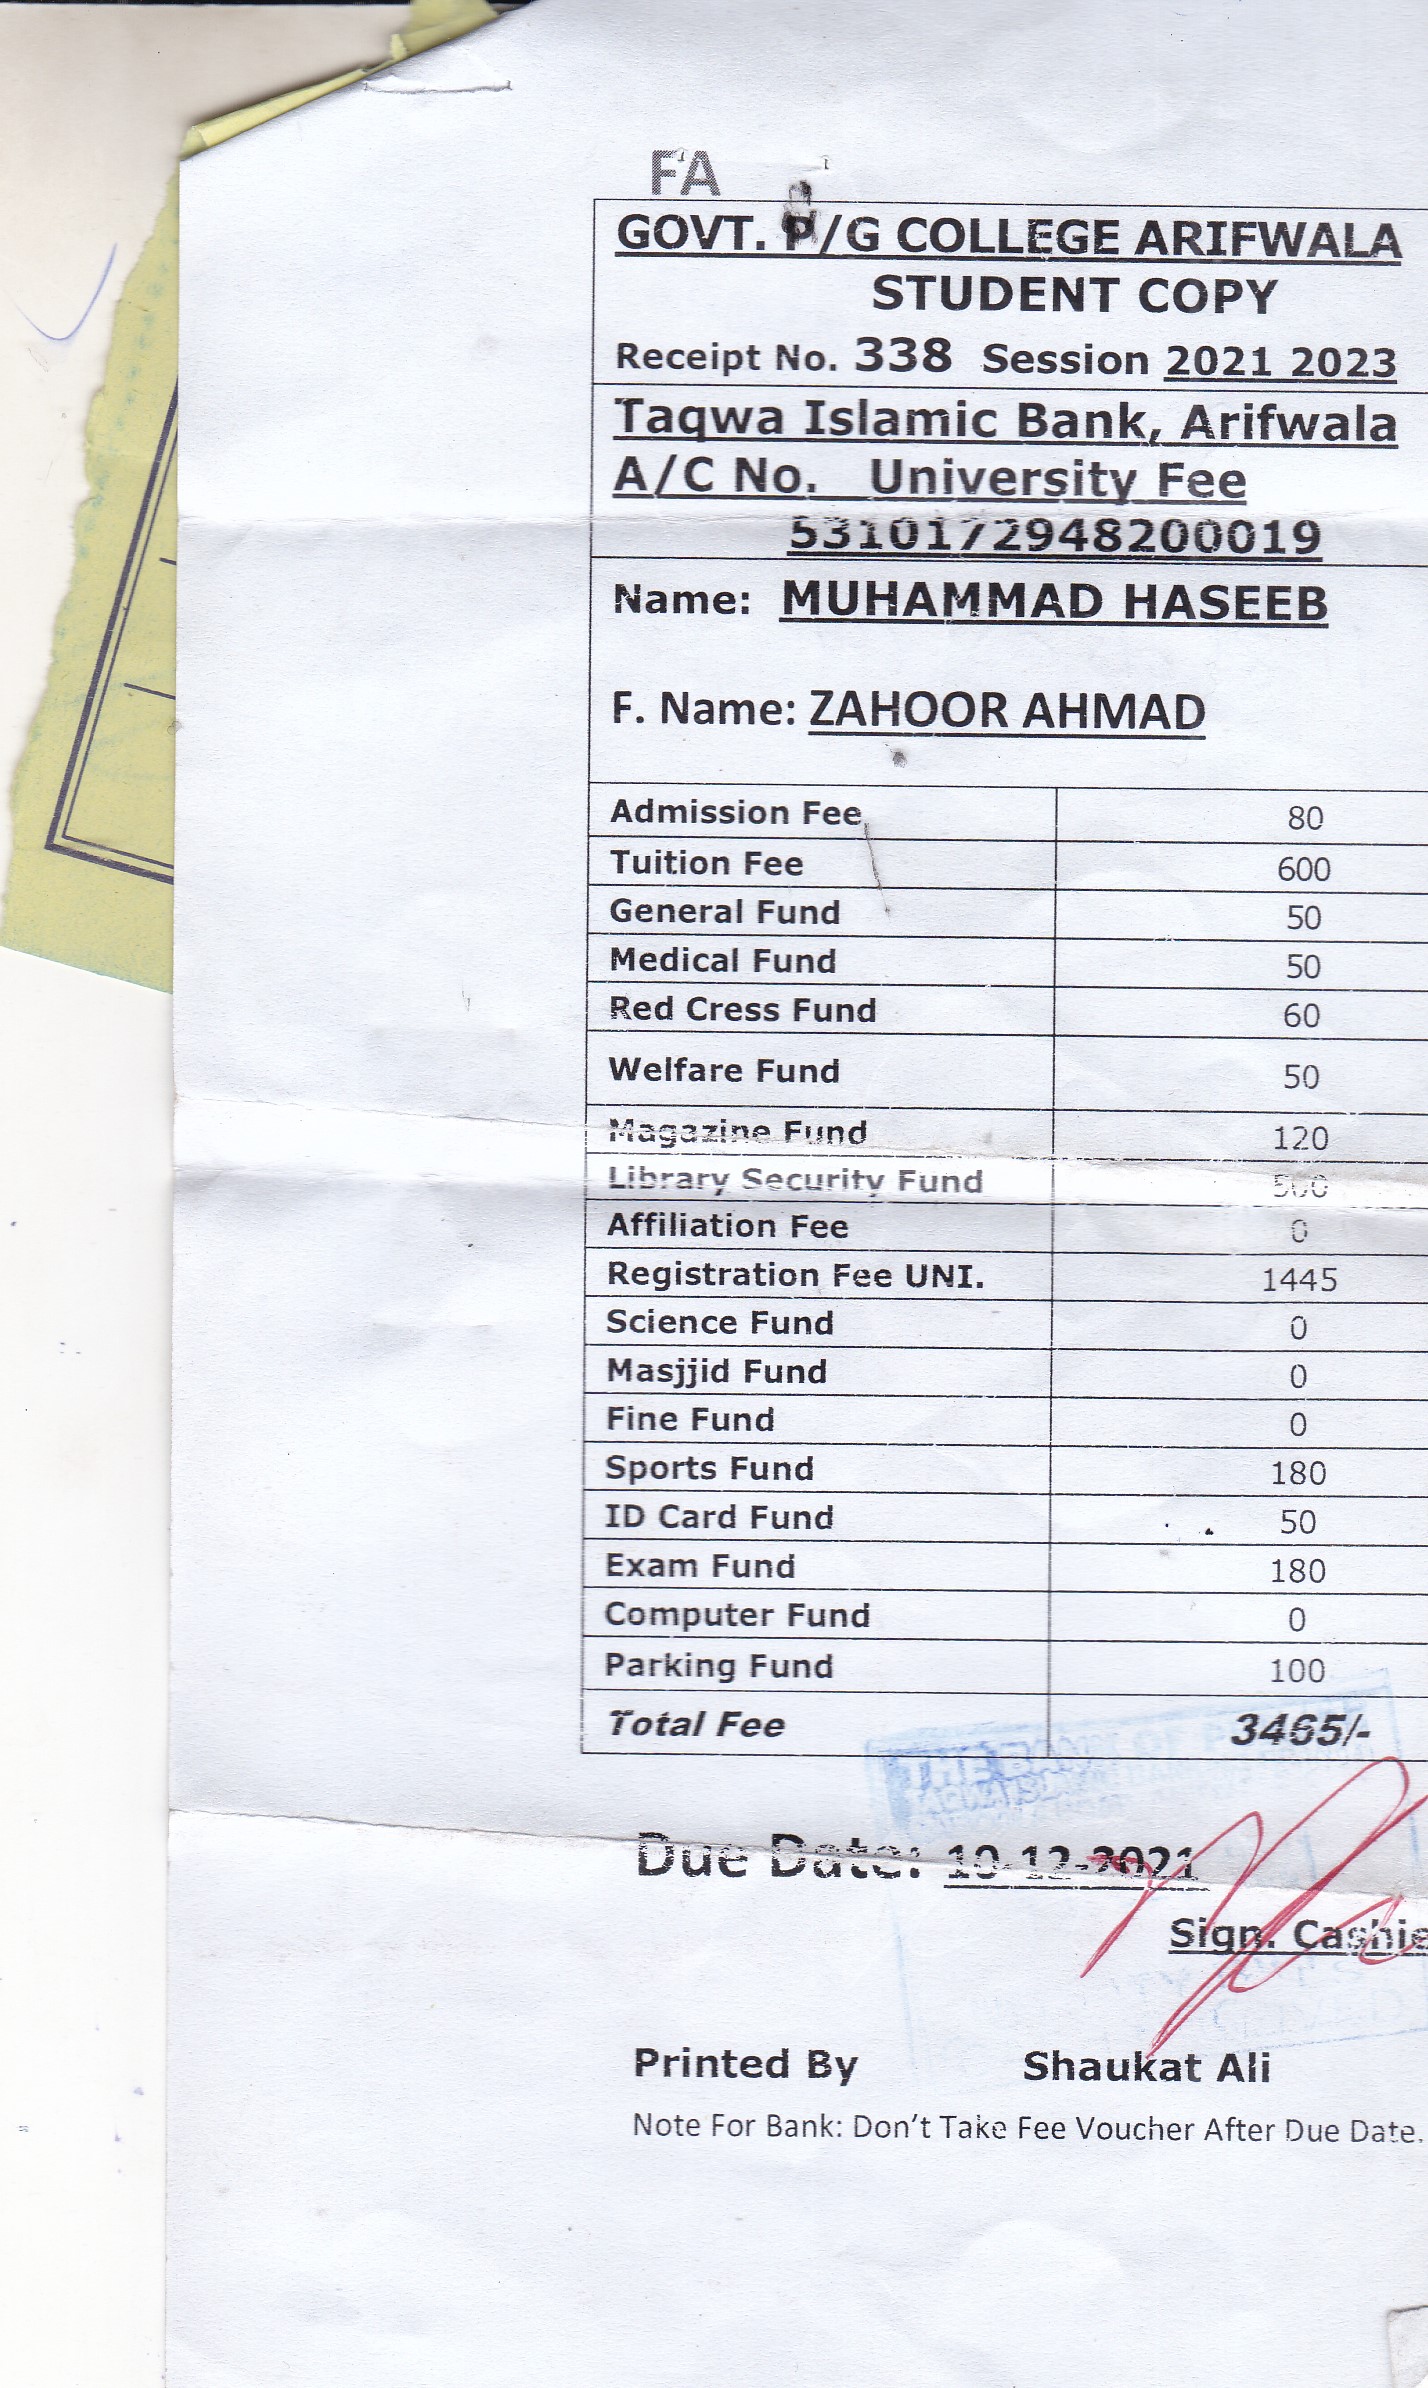 FA
GOVT. P/G COLLEGE ARIFWALA
STUDENT COPY
Receipt No. 338 Session 2021 2023
Taqwa Islamic Bank, Arifwala
A/C No. University Fee
5310172948200019
Name: MUHAMMAD HASEEB
F. Name: ZAHOOR AHMAD
Admission Fee 80
Tuition Fee 600
General Fund 50
Medical Fund 50
Red Cress Fund 60
Welfare Fund 50
Magazine Fund 120
Library Security Fund 500
Affiliation Fee 0
Registration Fee UNI. 1445
Science Fund 0
Masjjid Fund 0
Fine Fund 0
Sports Fund 180
ID Card Fund 50
Exam Fund 180
Computer Fund 0
Parking Fund 100
Total Fee 3465/-
THE BANK
Due Date: 10-12-2021
Sign. Cashie
Printed By Shaukat Ali
Note For Bank: Don't Take Fee Voucher After Due Date.